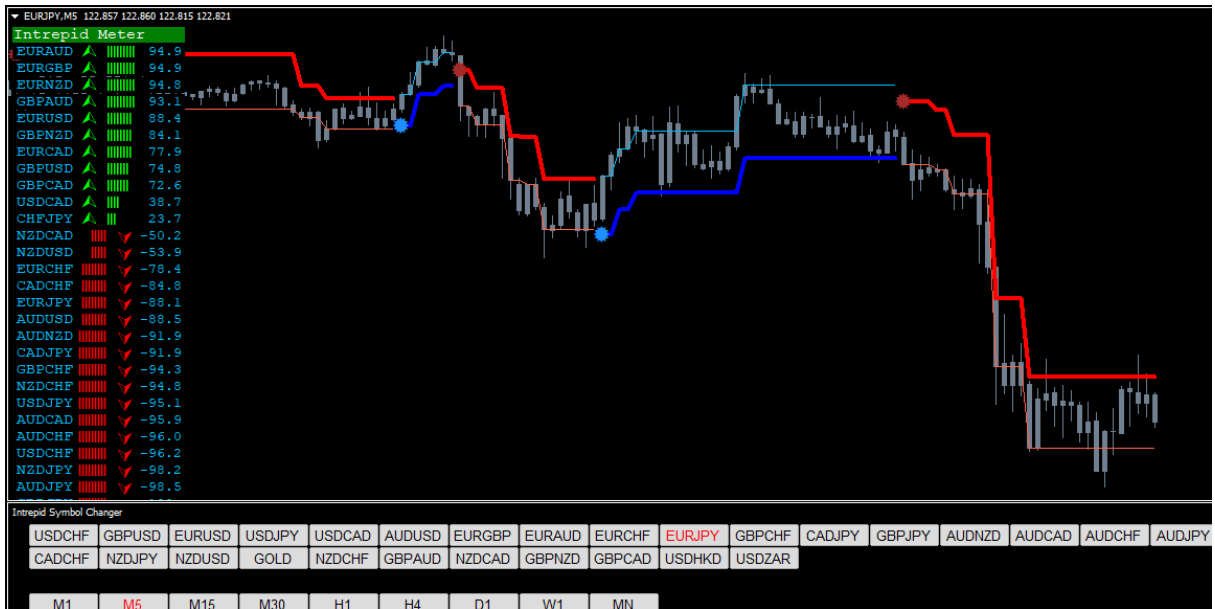 EURJPY,M5 122.857 122.860 122.815 122.821
Intrepid Meter
EURAUD 94.9
EURGBP 94.9
EURNZD 94.8
GBPAUD 93.1
EURUSD 88.4
GBPNZD 84.1
EURCAD 77.9
GBPUSD 74.8
GBPCAD 72.6
USDCAD 38.7
CHFJPY 23.7
NZDCAD -50.2
NZDUSD -53.9
EURCHF -78.4
CADCHF -84.8
EURJPY -88.1
AUDUSD -88.5
AUDNZD -91.9
CADJPY -91.9
GBPCHF -94.3
NZDCHF -94.8
USDJPY -95.1
AUDCAD -95.9
AUDCHF -96.0
USDCHF -96.2
NZDJPY -98.2
AUDJPY -98.5
Intrepid Symbol Changer
USDCHF GBPUSD EURUSD USDJPY USDCAD AUDUSD EURGBP EURAUD EURCHF EURJPY GBPCHF CADJPY GBPJPY AUDNZD AUDCAD AUDCHF AUDJPY
CADCHF NZDJPY NZDUSD GOLD NZDCHF GBPAUD NZDCAD GBPNZD GBPCAD USDHKD USDZAR
M1 M5 M15 M30 H1 H4 D1 W1 MN